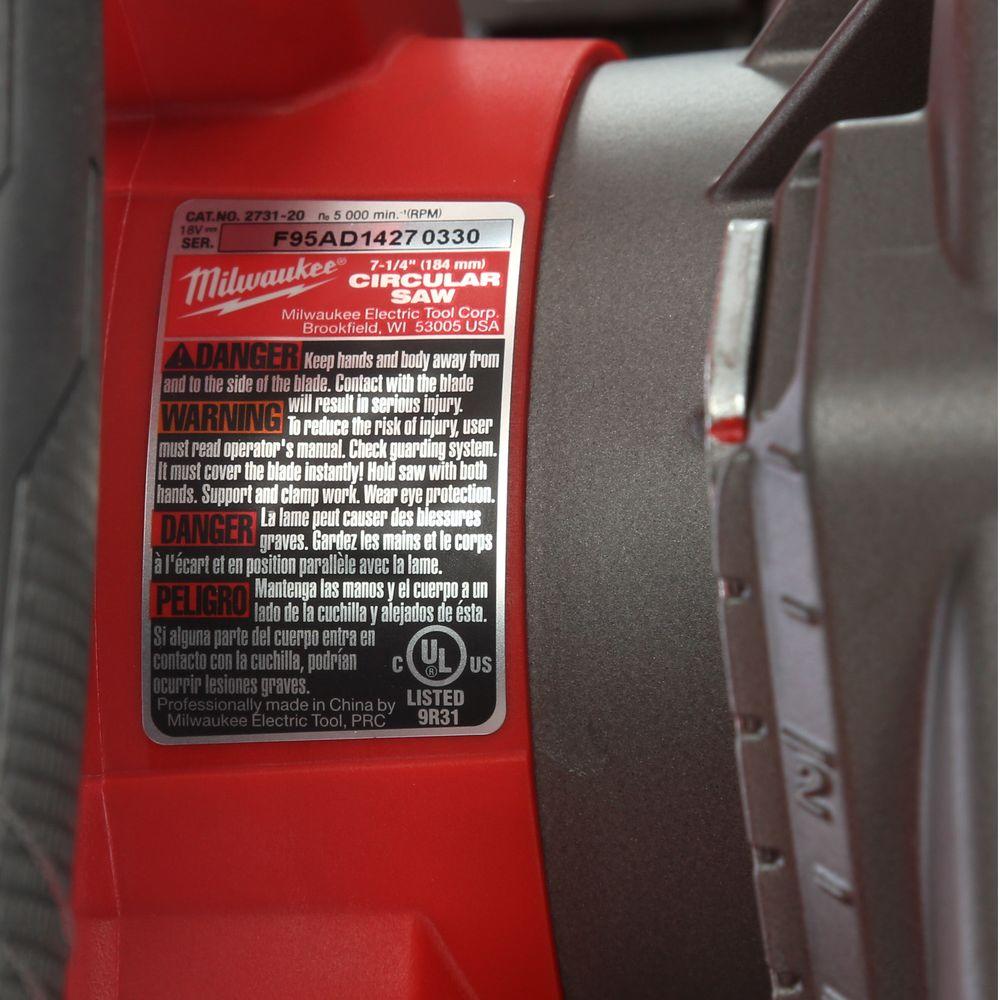 CAT.NO. 2731-20 n₀ 5 000 min.⁻¹(RPM)
18V⎓
SER. F95AD14270330
Milwaukee® 7-1/4" (184 mm)
CIRCULAR
SAW
Milwaukee Electric Tool Corp.
Brookfield, WI 53005 USA
⚠DANGER Keep hands and body away from
and to the side of the blade. Contact with the blade
will result in serious injury.
WARNING To reduce the risk of injury, user
must read operator's manual. Check guarding system.
It must cover the blade instantly! Hold saw with both
hands. Support and clamp work. Wear eye protection.
DANGER La lame peut causer des blessures
graves. Gardez les mains et le corps
à l'écart et en position parallèle avec la lame.
PELIGRO Mantenga las manos y el cuerpo a un
lado de la cuchilla y alejados de ésta.
Si alguna parte del cuerpo entra en
contacto con la cuchilla, podrían
ocurrir lesiones graves.
C UL® US
LISTED
9R31
Professionally made in China by
Milwaukee Electric Tool, PRC
2